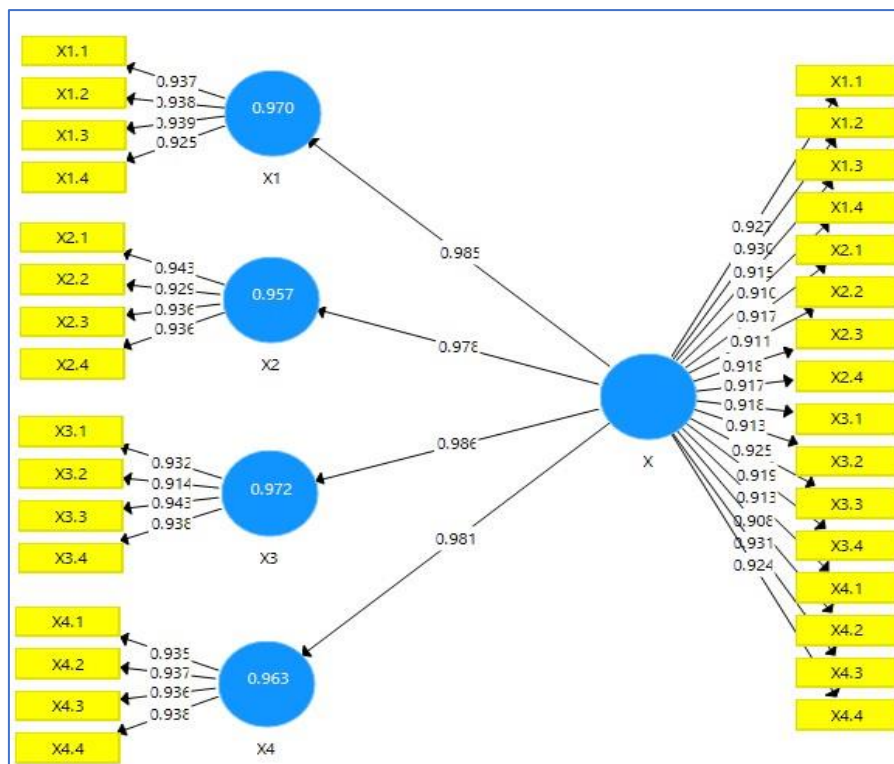 X1.1
X1.2
X1.3
X1.4
0.937
0.938
0.939
0.925
0.970
X1
X2.1
X2.2
X2.3
X2.4
0.943
0.929
0.936
0.936
0.957
X2
X3.1
X3.2
X3.3
X3.4
0.932
0.914
0.943
0.938
0.972
X3
X4.1
X4.2
X4.3
X4.4
0.935
0.937
0.936
0.938
0.963
X4
0.985
0.978
0.986
0.981
X
0.927
0.930
0.915
0.910
0.917
0.911
0.918
0.917
0.918
0.913
0.925
0.919
0.913
0.908
0.931
0.924
X1.1
X1.2
X1.3
X1.4
X2.1
X2.2
X2.3
X2.4
X3.1
X3.2
X3.3
X3.4
X4.1
X4.2
X4.3
X4.4